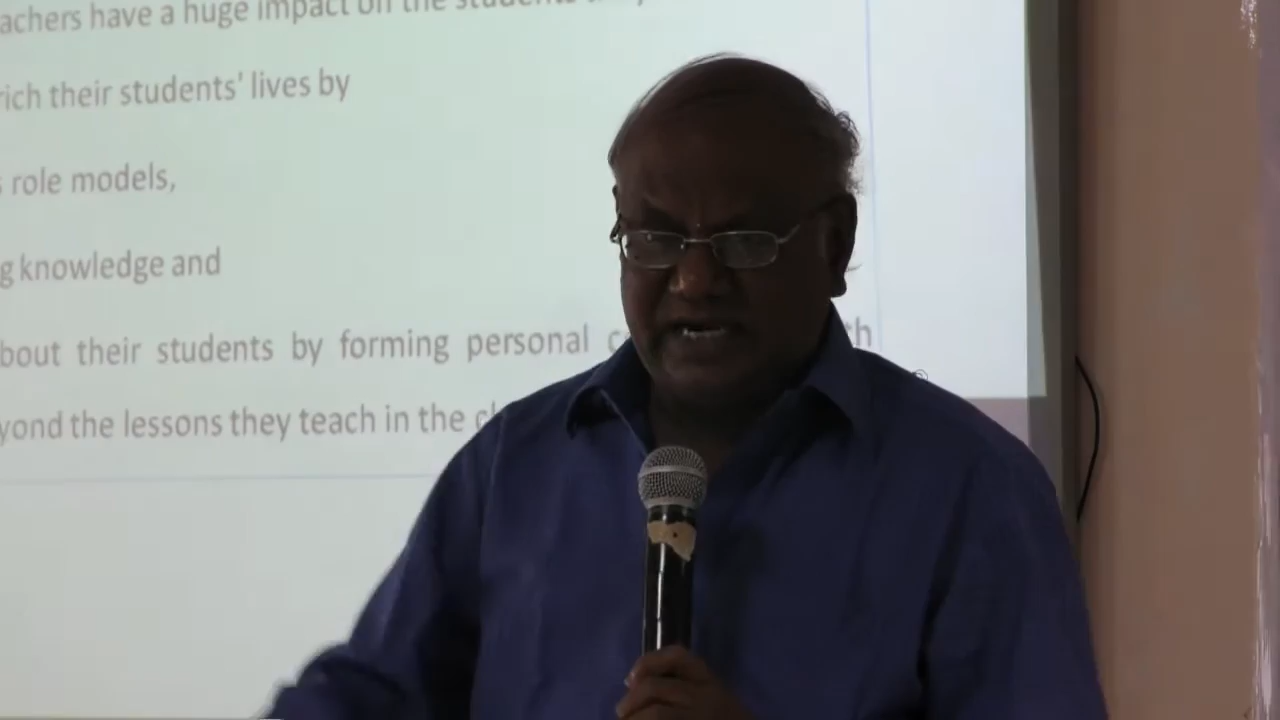 achers have a huge impact on the students
rich their students' lives by
s role models,
g knowledge and
bout their students by forming personal
yond the lessons they teach in the